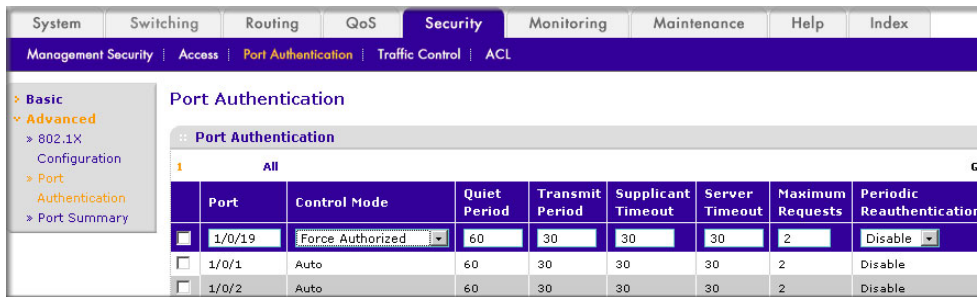 System Switching Routing QoS Security Monitoring Maintenance Help Index
Management Security Access Port Authentication Traffic Control ACL
Basic
Advanced
» 802.1X
Configuration
» Port
Authentication
» Port Summary
Port Authentication
Port Authentication
1 All
Port Control Mode Quiet Period Transmit Period Supplicant Timeout Server Timeout Maximum Requests Periodic Reauthentication
1/0/19 Force Authorized 60 30 30 30 2 Disable
1/0/1 Auto 60 30 30 30 2 Disable
1/0/2 Auto 60 30 30 30 2 Disable